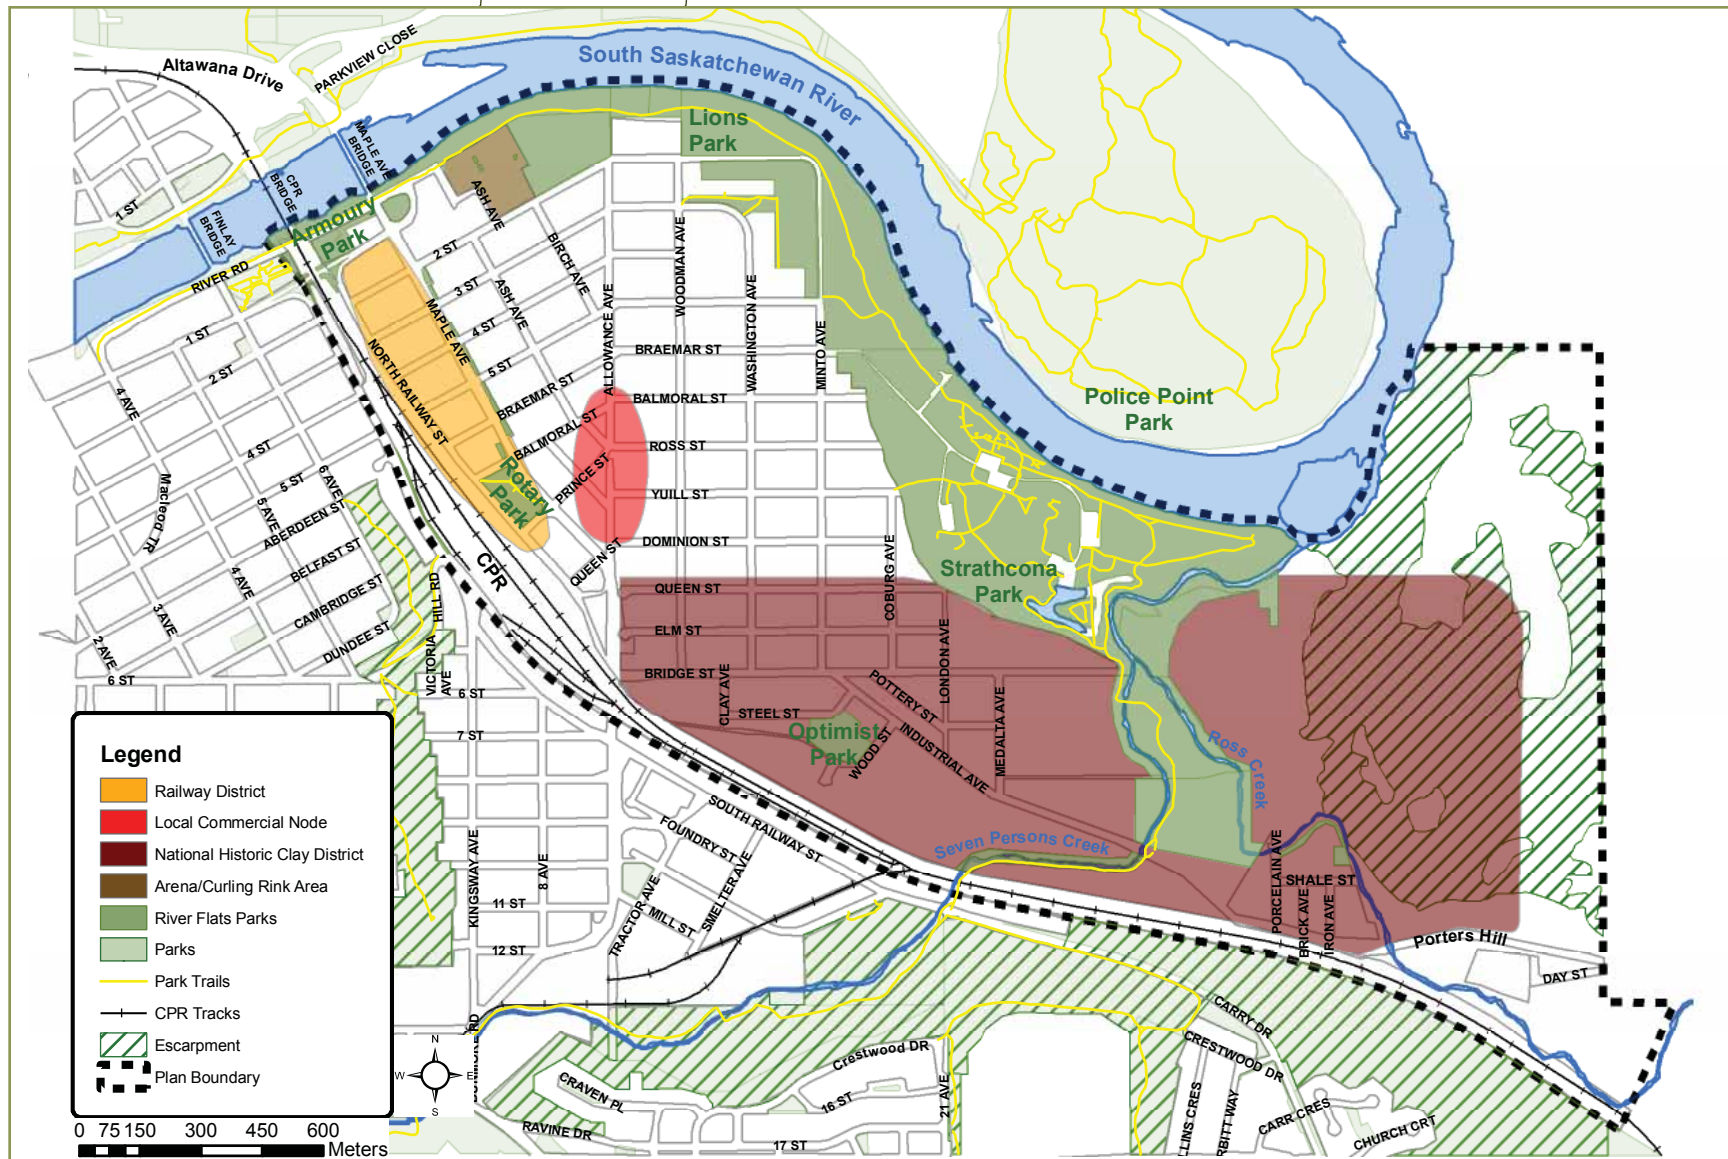 Altawana Drive
PARKVIEW CLOSE
South Saskatchewan River
MAPLE AVE
BRIDGE
CPR
BRIDGE
FINLAY
BRIDGE
1 ST
RIVER RD
Armoury
Park
Lions
Park
ASH AVE
2 ST
BIRCH AVE
WOODMAN AVE
3 ST
ASH AVE
MAPLE AVE
4 ST
5 ST
ALLOWANCE AVE
WASHINGTON AVE
MINTO AVE
1 ST
2 ST
4 AVE
NORTH RAILWAY ST
BRAEMAR ST
BRAEMAR ST
BALMORAL ST
BALMORAL ST
ROSS ST
PRINCE ST
YUILL ST
Rotary
Park
DOMINION ST
QUEEN ST
QUEEN ST
Police Point
Park
4 ST
5 ST
6 AVE
5 AVE
ABERDEEN ST
Macleod TR
BELFAST ST
4 AVE
CAMBRIDGE ST
3 AVE
DUNDEE ST
2 AVE
6 ST
CPR
VICTORIA
AVE
HILL RD
6 ST
7 ST
Strathcona
Park
COBURG AVE
ELM ST
BRIDGE ST
CLAY AVE
LONDON AVE
POTTERY ST
STEEL ST
INDUSTRIAL AVE
MEDALTA AVE
Optimist
Park
WOOD ST
Ross Creek
Seven Persons Creek
SOUTH RAILWAY ST
FOUNDRY ST
SMELTER AVE
TRACTOR AVE
MILL ST
KINGSWAY AVE
8 AVE
11 ST
12 ST
PORCELAIN AVE
SHALE ST
BRICK AVE
IRON AVE
Porters Hill
DAY ST
CARRY DR
CRESTWOOD DR
Crestwood DR
CRAVEN PL
16 ST
21 AVE
RAVINE DR
17 ST
CARR CRES
CHURCH CRT
LLINS CRES
RBITT WAY
RD
Legend
Railway District
Local Commercial Node
National Historic Clay District
Arena/Curling Rink Area
River Flats Parks
Parks
Park Trails
CPR Tracks
Escarpment
Plan Boundary
N
W
E
S
0 75 150 300 450 600
Meters